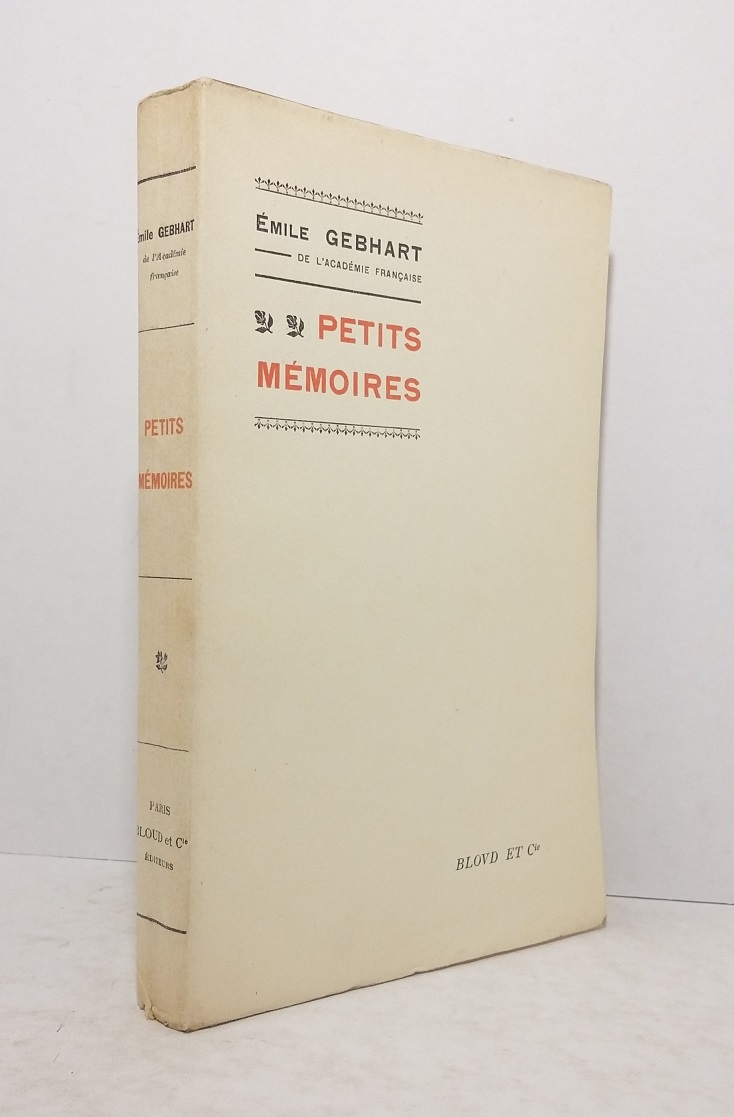 Émile GEBHART
de l'Académie
française
PETITS
MÉMOIRES
PARIS
BLOUD et Cie
ÉDITEURS
ÉMILE GEBHART
DE L'ACADÉMIE FRANÇAISE
PETITS
MÉMOIRES
BLOVD ET Cie